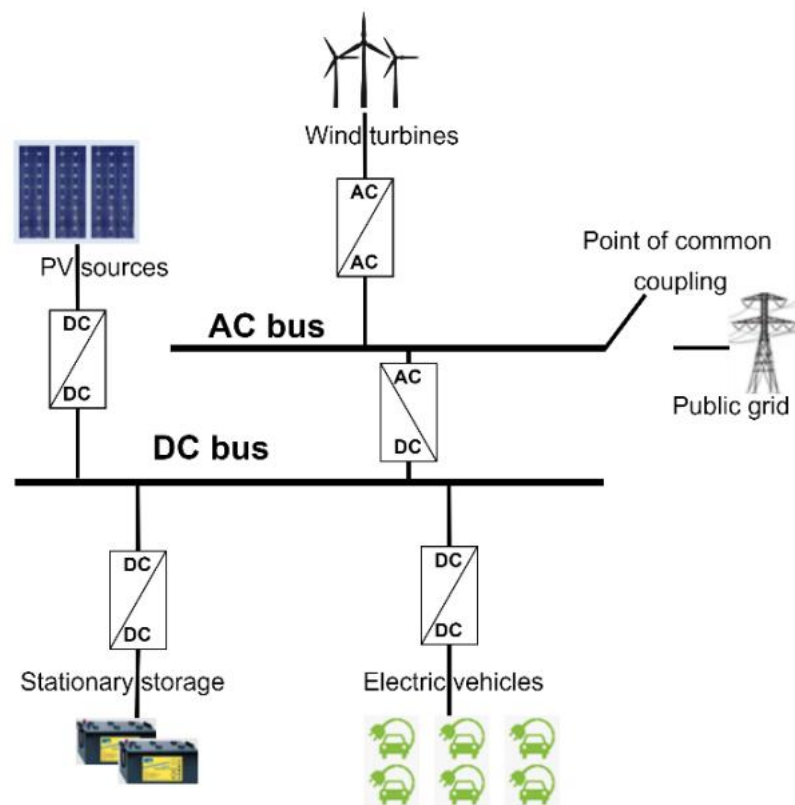 Wind turbines
AC
AC
PV sources
DC
DC
Point of common
coupling
AC bus
Public grid
AC
DC
DC bus
DC
DC
DC
DC
Stationary storage
Electric vehicles